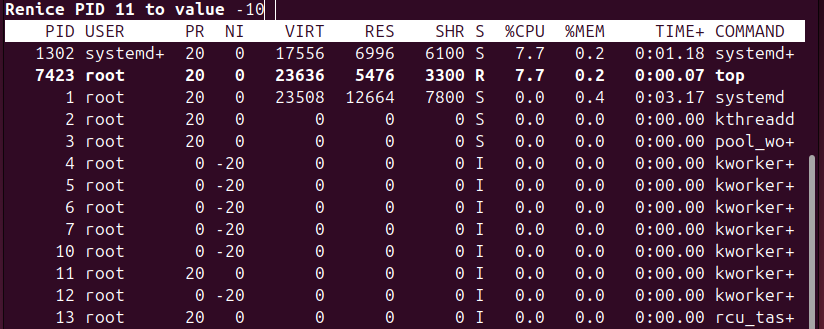 Renice PID 11 to value -10
PID USER PR NI VIRT RES SHR S %CPU %MEM TIME+ COMMAND
1302 systemd+ 20 0 17556 6996 6100 S 7.7 0.2 0:01.18 systemd+
7423 root 20 0 23636 5476 3300 R 7.7 0.2 0:00.07 top
1 root 20 0 23508 12664 7800 S 0.0 0.4 0:03.17 systemd
2 root 20 0 0 0 0 S 0.0 0.0 0:00.00 kthreadd
3 root 20 0 0 0 0 S 0.0 0.0 0:00.00 pool_wo+
4 root 0 -20 0 0 0 I 0.0 0.0 0:00.00 kworker+
5 root 0 -20 0 0 0 I 0.0 0.0 0:00.00 kworker+
6 root 0 -20 0 0 0 I 0.0 0.0 0:00.00 kworker+
7 root 0 -20 0 0 0 I 0.0 0.0 0:00.00 kworker+
10 root 0 -20 0 0 0 I 0.0 0.0 0:00.00 kworker+
11 root 20 0 0 0 0 I 0.0 0.0 0:00.00 kworker+
12 root 0 -20 0 0 0 I 0.0 0.0 0:00.00 kworker+
13 root 20 0 0 0 0 I 0.0 0.0 0:00.00 rcu_tas+